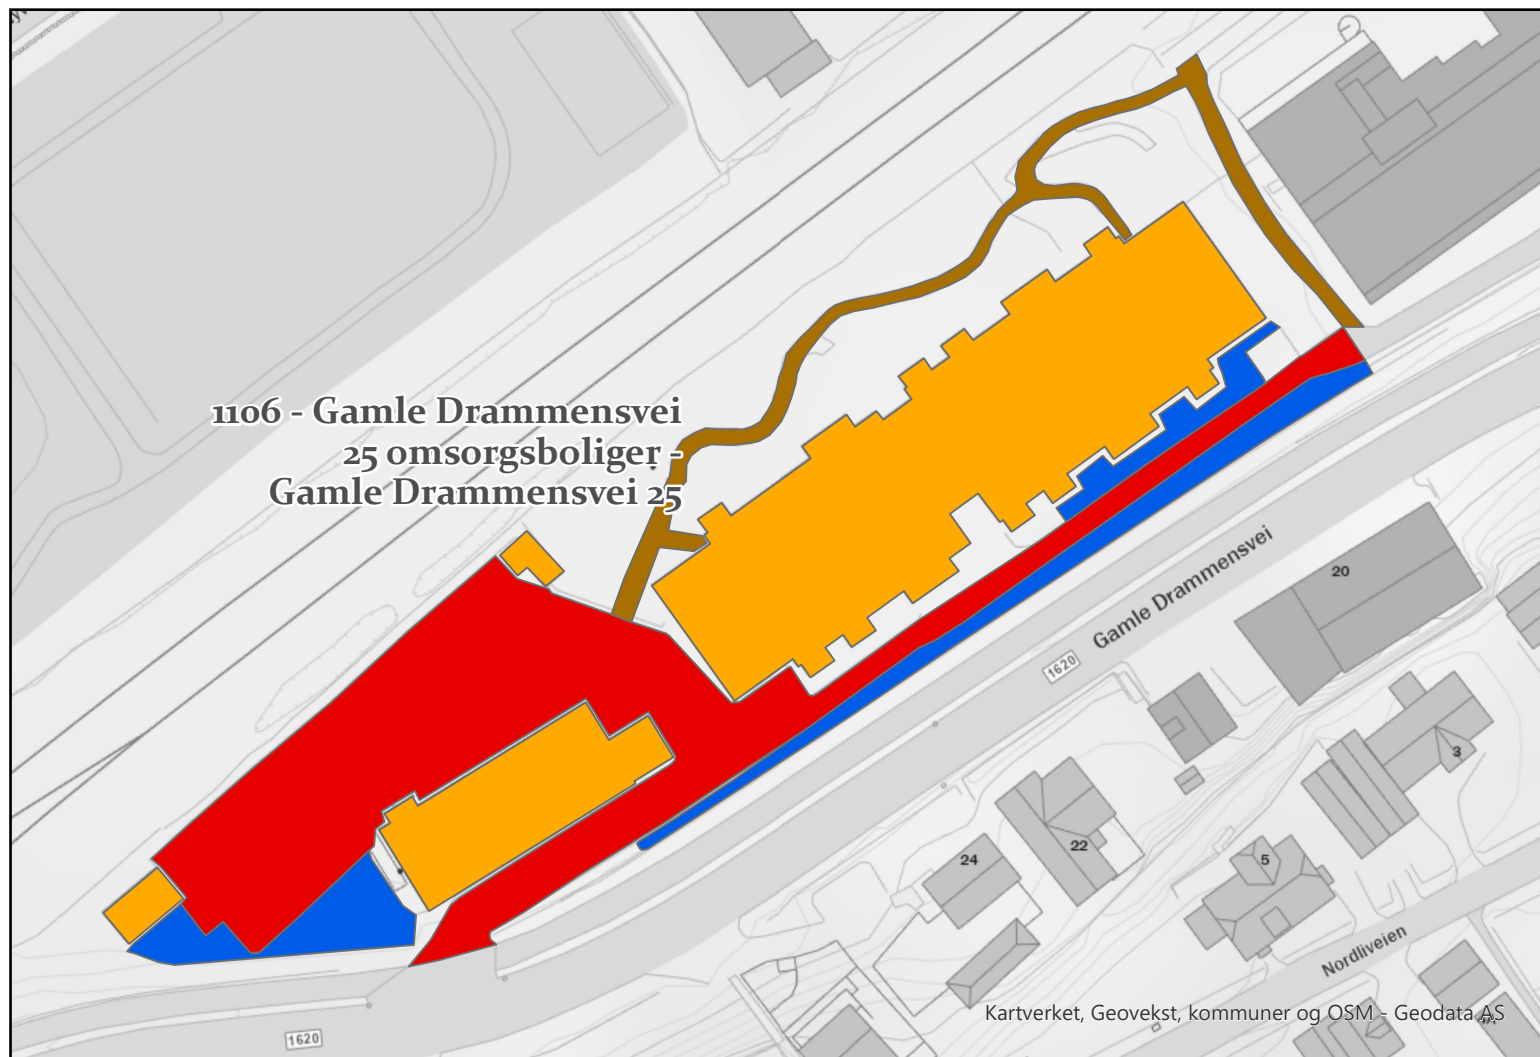 1106 - Gamle Drammensvei
25 omsorgsboliger -
Gamle Drammensvei 25
Gamle Drammensvei
1620
20
3
22
24
5
Nordliveien
Kartverket, Geovekst, kommuner og OSM - Geodata AS
1620